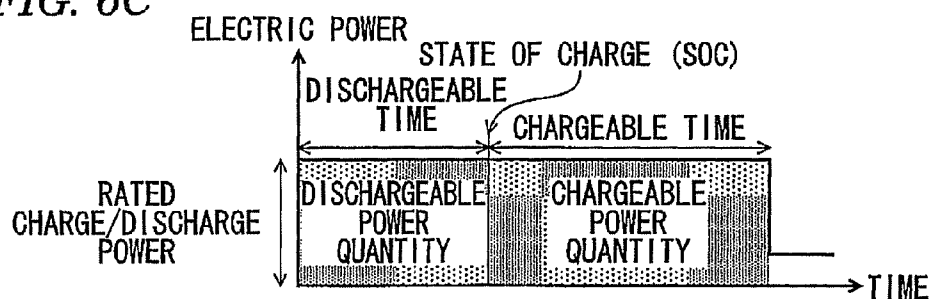 FIG. 6C
ELECTRIC POWER
STATE OF CHARGE (SOC)
DISCHARGEABLE
TIME
CHARGEABLE TIME
RATED
CHARGE/DISCHARGE
POWER
DISCHARGEABLE
POWER
QUANTITY
CHARGEABLE
POWER
QUANTITY
TIME